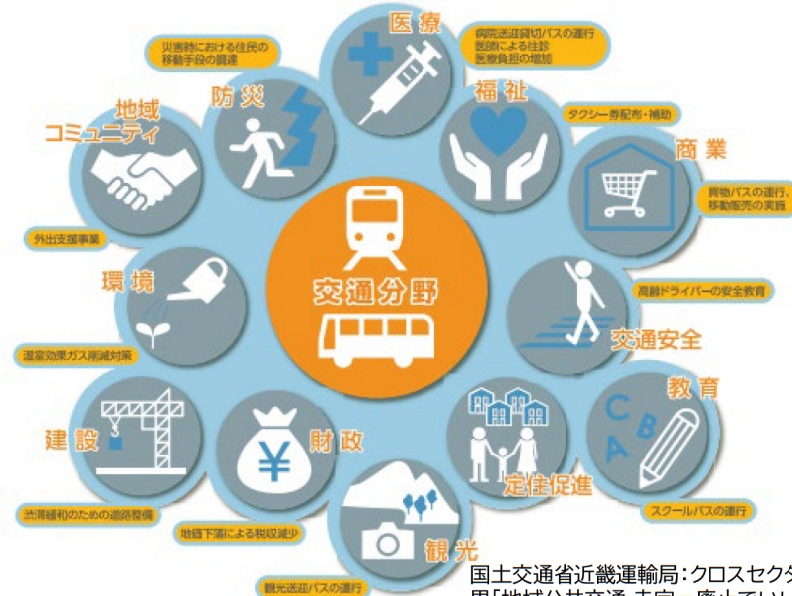 医療
病院送迎貸切バスの運行
医師による往診
医療負担の増加
災害時における住民の
移動手段の調達
防災
福祉
タクシー券配布・補助
地域
コミュニティ
商業
買物バスの運行、
移動販売の実施
外出支援事業
環境
交通分野
高齢ドライバーの安全教育
交通安全
温室効果ガス削減対策
教育
C
B
A
建設
¥
財政
定住促進
渋滞緩和のための道路整備
地価下落による税収減少
スクールバスの運行
観光
観光送迎バスの運行
国土交通省近畿運輸局:クロスセクタ